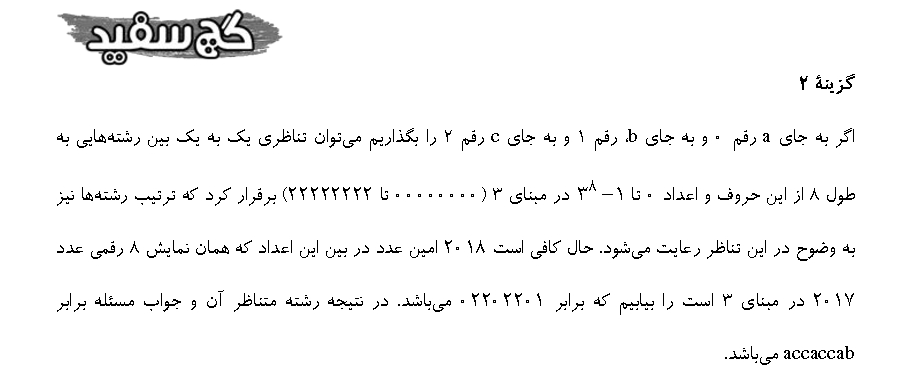 گچ سفید
گزینهٔ ۲
اگر به جای a رقم ۰ و به جای b، رقم ۱ و به جای c رقم ۲ را بگذاریم می‌توان تناظری یک به یک بین رشته‌هایی به
طول ۸ از این حروف و اعداد ۰ تا ۳⁸ − ۱ در مبنای ۳ (۰۰۰۰۰۰۰۰ تا ۲۲۲۲۲۲۲۲) برقرار کرد که ترتیب رشته‌ها نیز
به وضوح در این تناظر رعایت می‌شود. حال کافی است ۲۰۱۸ امین عدد در بین این اعداد که همان نمایش ۸ رقمی عدد
۲۰۱۷ در مبنای ۳ است را بیابیم که برابر ۰۲۲۰۲۲۰۱ می‌باشد. در نتیجه رشته متناظر آن و جواب مسئله برابر
accaccab می‌باشد.